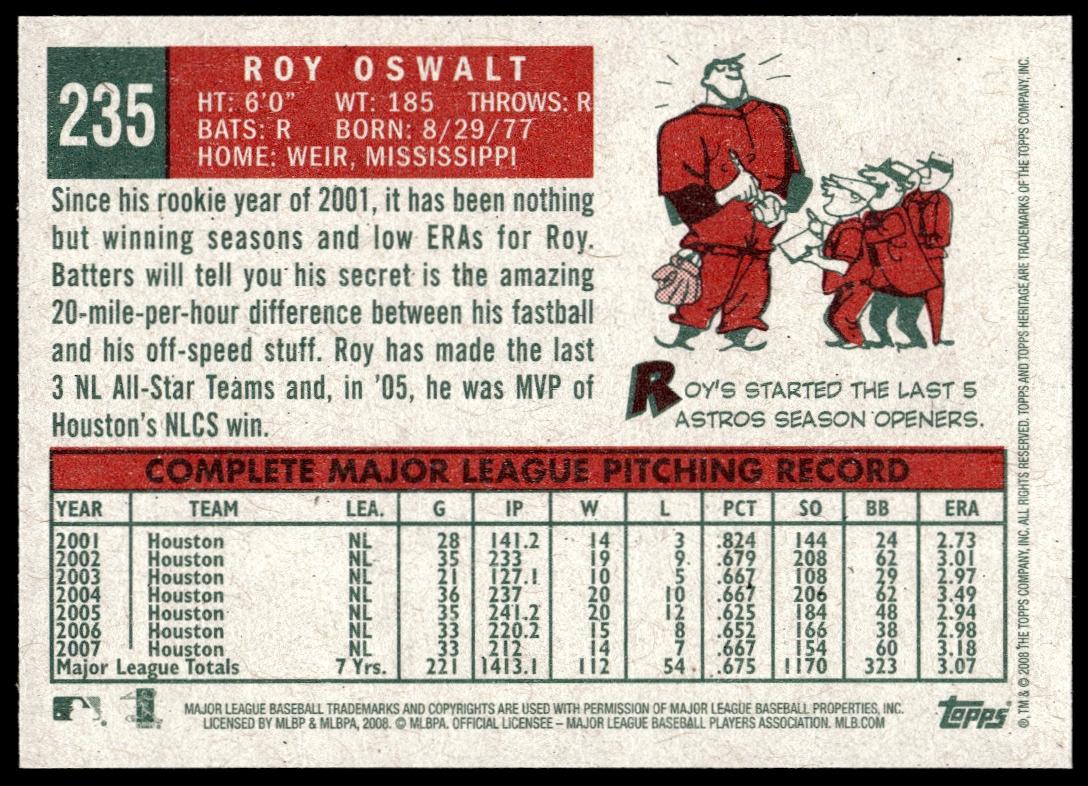 235
ROY OSWALT
HT: 6'0" WT: 185 THROWS: R
BATS: R BORN: 8/29/77
HOME: WEIR, MISSISSIPPI
Since his rookie year of 2001, it has been nothing
but winning seasons and low ERAs for Roy.
Batters will tell you his secret is the amazing
20-mile-per-hour difference between his fastball
and his off-speed stuff. Roy has made the last
3 NL All-Star Teams and, in '05, he was MVP of
Houston's NLCS win.
ROY'S STARTED THE LAST 5
ASTROS SEASON OPENERS.
COMPLETE MAJOR LEAGUE PITCHING RECORD
YEAR TEAM LEA. G IP W L PCT SO BB ERA
2001 Houston NL 28 141.2 14 3 .824 144 24 2.73
2002 Houston NL 35 233 19 9 .679 208 62 3.01
2003 Houston NL 21 127.1 10 5 .667 108 29 2.97
2004 Houston NL 36 237 20 10 .667 206 62 3.49
2005 Houston NL 35 241.2 20 12 .625 184 48 2.94
2006 Houston NL 33 220.2 15 8 .652 166 38 2.98
2007 Houston NL 33 212 14 7 .667 154 60 3.18
Major League Totals 7 Yrs. 221 1413.1 112 54 .675 1170 323 3.07
MAJOR LEAGUE BASEBALL TRADEMARKS AND COPYRIGHTS ARE USED WITH PERMISSION OF MAJOR LEAGUE BASEBALL PROPERTIES, INC.
LICENSED BY MLBP & MLBPA, 2008. © MLBPA. OFFICIAL LICENSEE – MAJOR LEAGUE BASEBALL PLAYERS ASSOCIATION. MLB.COM
topps
®, TM & © 2008 THE TOPPS COMPANY, INC. ALL RIGHTS RESERVED. TOPPS AND TOPPS HERITAGE ARE TRADEMARKS OF THE TOPPS COMPANY, INC.